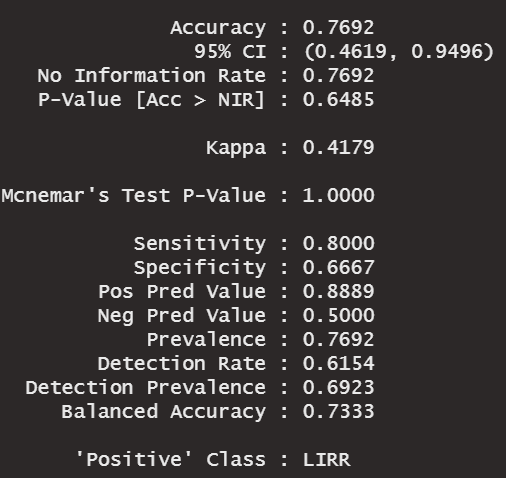 Accuracy : 0.7692
95% CI : (0.4619, 0.9496)
No Information Rate : 0.7692
P-Value [Acc > NIR] : 0.6485
Kappa : 0.4179
Mcnemar's Test P-Value : 1.0000
Sensitivity : 0.8000
Specificity : 0.6667
Pos Pred Value : 0.8889
Neg Pred Value : 0.5000
Prevalence : 0.7692
Detection Rate : 0.6154
Detection Prevalence : 0.6923
Balanced Accuracy : 0.7333
'Positive' Class : LIRR